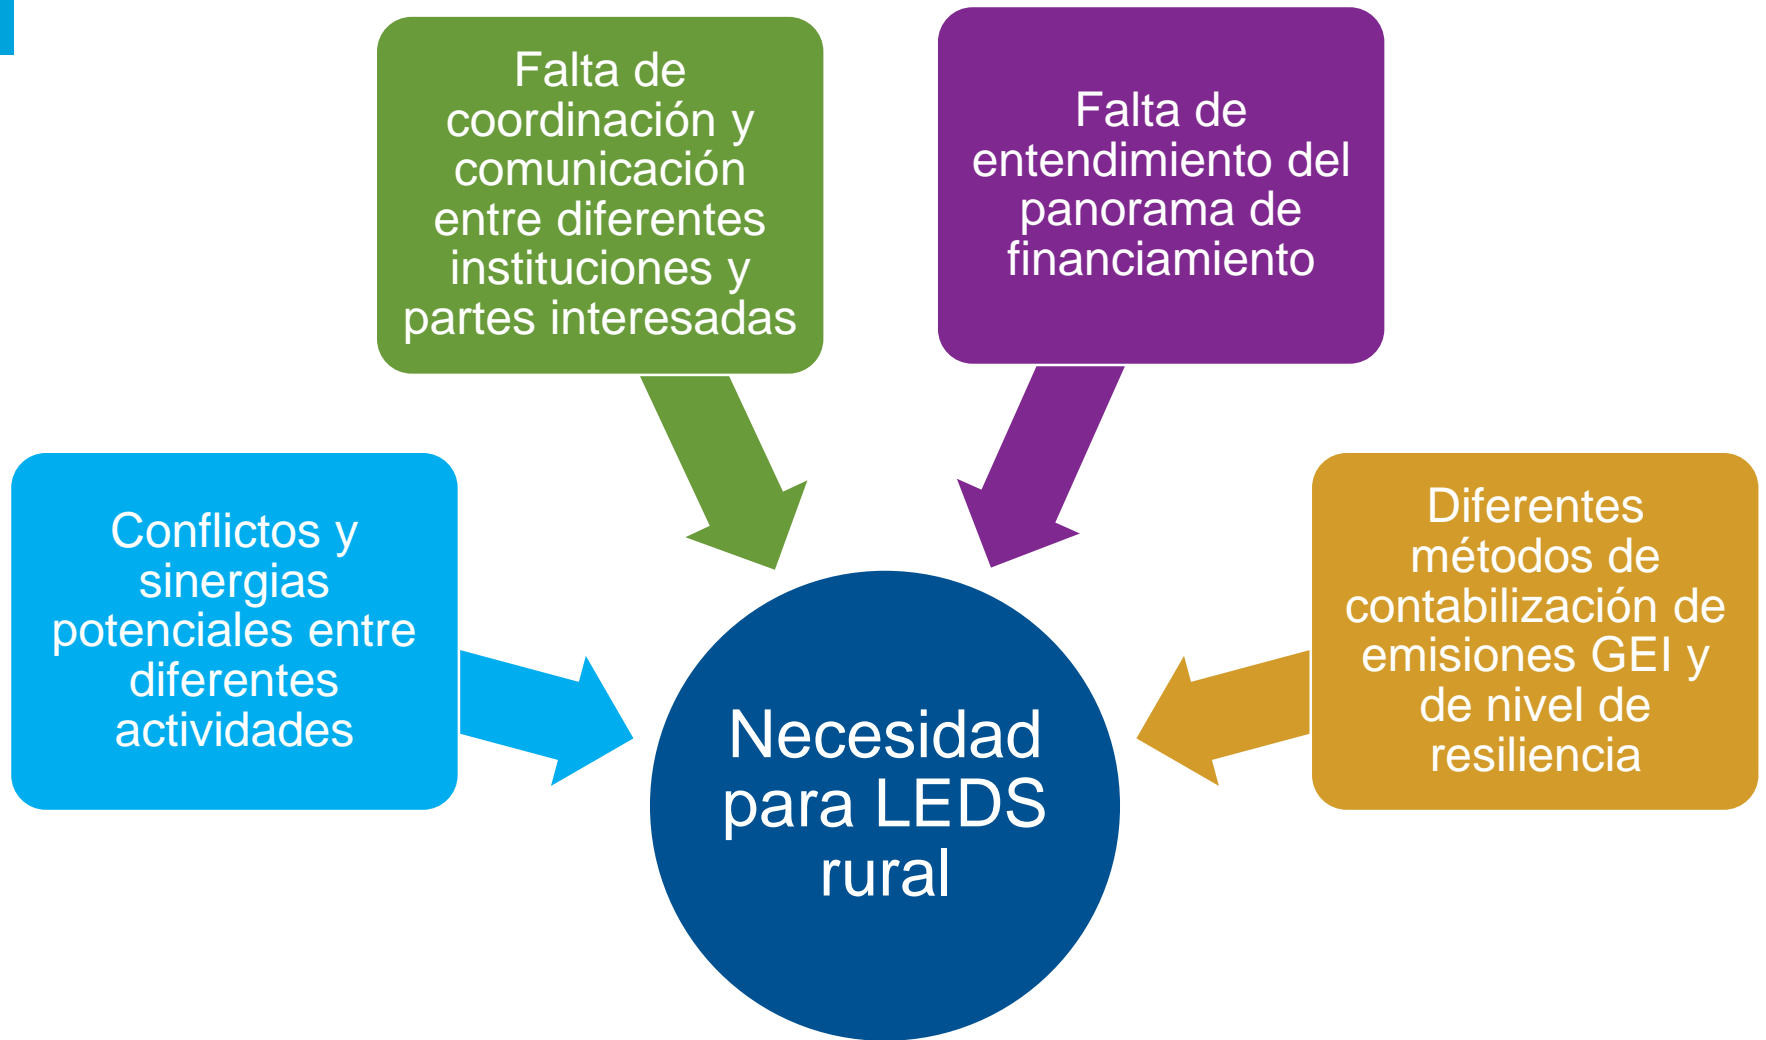 Falta de
coordinación y
comunicación
entre diferentes
instituciones y
partes interesadas
Falta de
entendimiento del
panorama de
financiamiento
Conflictos y
sinergias
potenciales entre
diferentes
actividades
Diferentes
métodos de
contabilización de
emisiones GEI y
de nivel de
resiliencia
Necesidad
para LEDS
rural